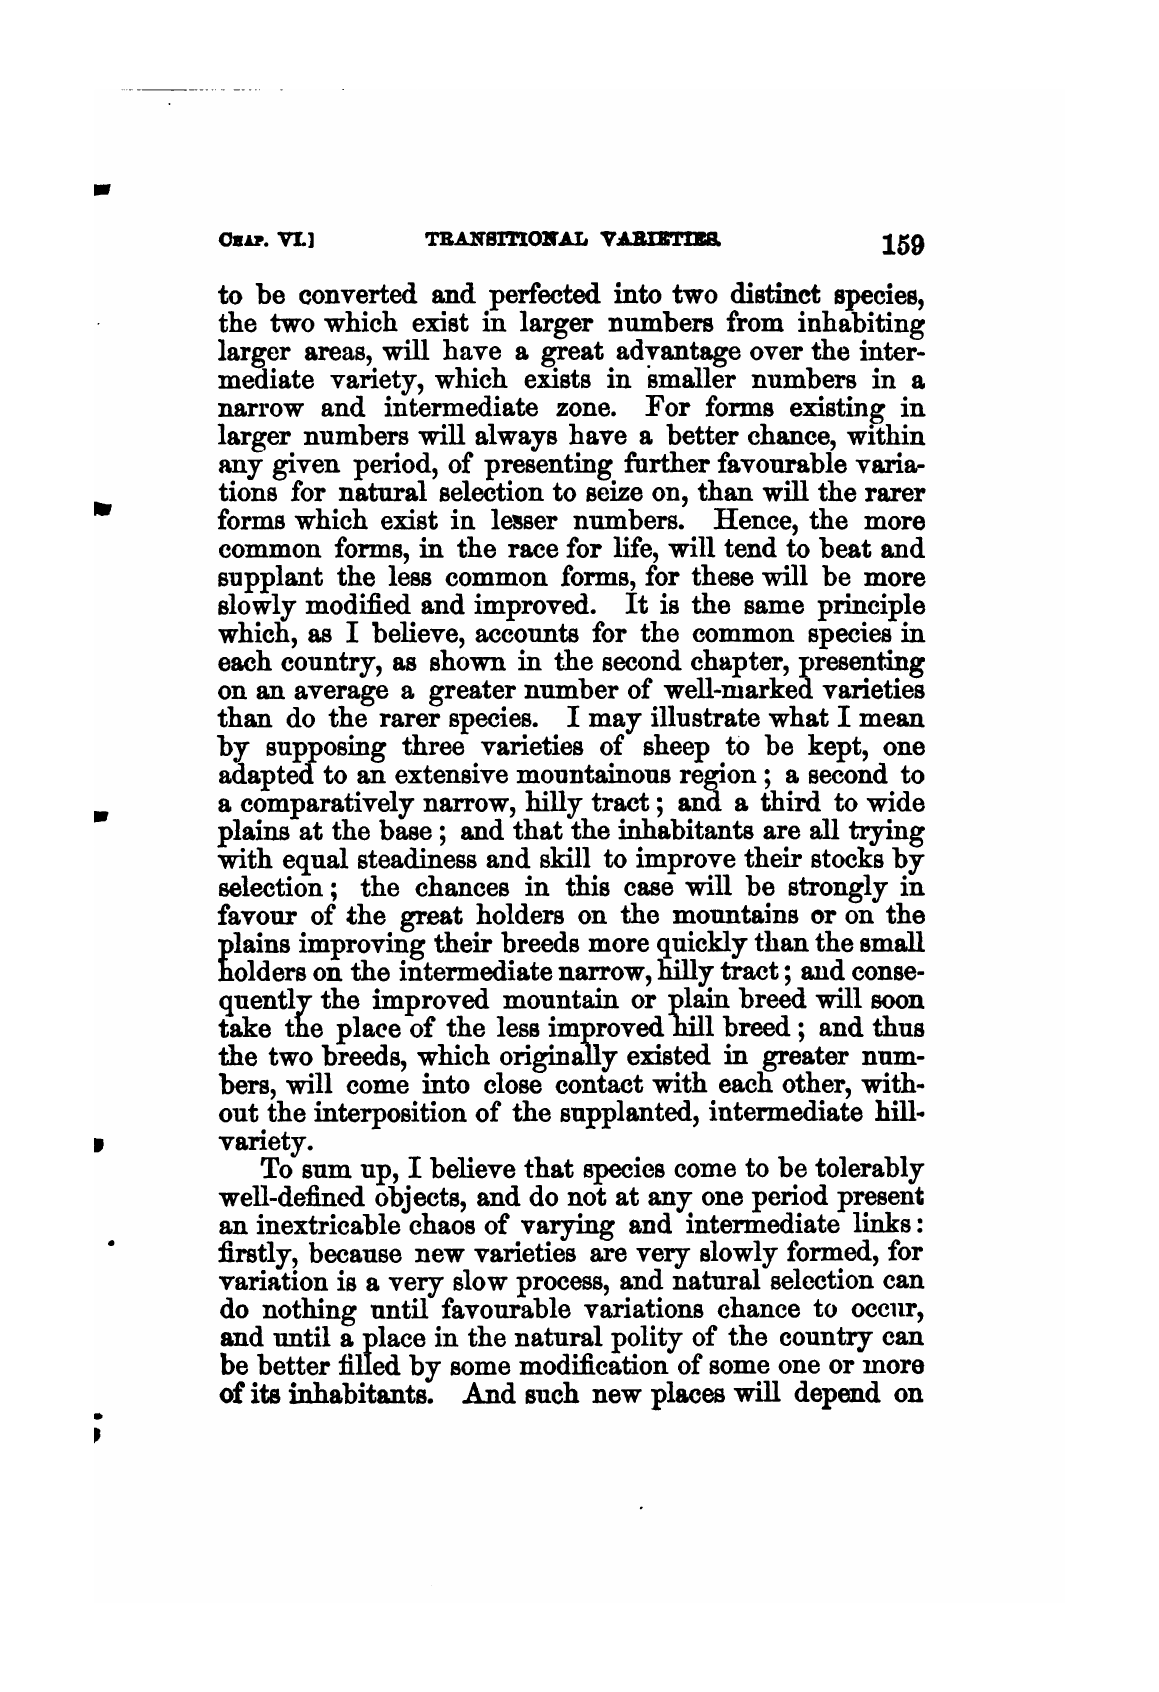 CHAP. VI.] TRANSITIONAL VARIETIES. 159
to be converted and perfected into two distinct species,
the two which exist in larger numbers from inhabiting
larger areas, will have a great advantage over the inter-
mediate variety, which exists in smaller numbers in a
narrow and intermediate zone. For forms existing in
larger numbers will always have a better chance, within
any given period, of presenting further favourable varia-
tions for natural selection to seize on, than will the rarer
forms which exist in lesser numbers. Hence, the more
common forms, in the race for life, will tend to beat and
supplant the less common forms, for these will be more
slowly modified and improved. It is the same principle
which, as I believe, accounts for the common species in
each country, as shown in the second chapter, presenting
on an average a greater number of well-marked varieties
than do the rarer species. I may illustrate what I mean
by supposing three varieties of sheep to be kept, one
adapted to an extensive mountainous region; a second to
a comparatively narrow, hilly tract; and a third to wide
plains at the base; and that the inhabitants are all trying
with equal steadiness and skill to improve their stocks by
selection; the chances in this case will be strongly in
favour of the great holders on the mountains or on the
plains improving their breeds more quickly than the small
holders on the intermediate narrow, hilly tract; and conse-
quently the improved mountain or plain breed will soon
take the place of the less improved hill breed; and thus
the two breeds, which originally existed in greater num-
bers, will come into close contact with each other, with-
out the interposition of the supplanted, intermediate hill-
variety.
To sum up, I believe that species come to be tolerably
well-defined objects, and do not at any one period present
an inextricable chaos of varying and intermediate links:
firstly, because new varieties are very slowly formed, for
variation is a very slow process, and natural selection can
do nothing until favourable variations chance to occur,
and until a place in the natural polity of the country can
be better filled by some modification of some one or more
of its inhabitants. And such new places will depend on